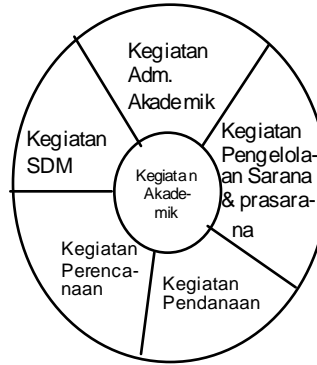 Kegiatan
Adm.
Akademik
Kegiatan
SDM
Kegiatan
Pengelola-
an Sarana
& prasara-
na
Kegiatan
Akade-
mik
Kegiatan
Perenca-
naan
Kegiatan
Pendanaan